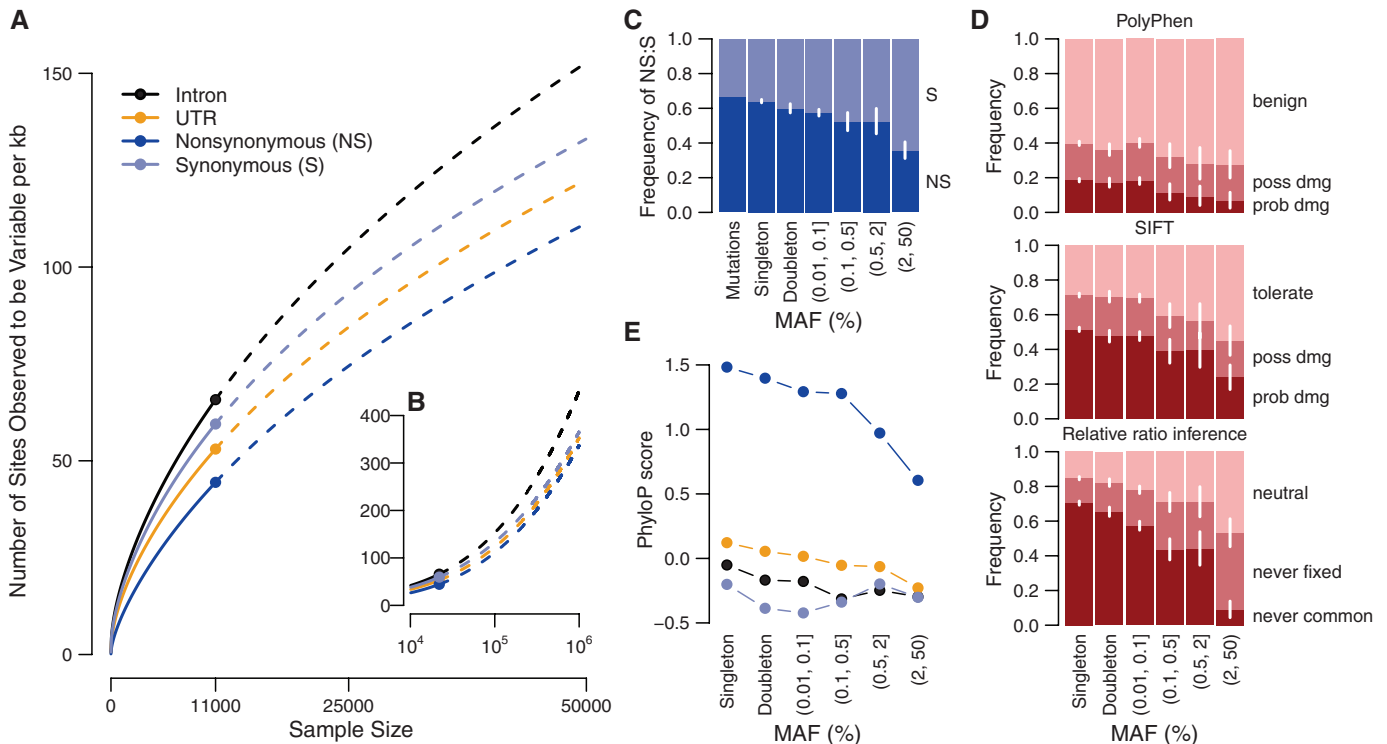 A
Number of Sites Observed to be Variable per kb
150
100
50
0
Intron
UTR
Nonsynonymous (NS)
Synonymous (S)
0
11000
25000
50000
Sample Size
B
400
300
200
100
0
10^4
10^5
10^6
C
Freqeuency of NS:S
1.0
0.8
0.6
0.4
0.2
0.0
S
NS
Mutations
Singleton
Doubleton
(0.01, 0.1]
(0.1, 0.5]
(0.5, 2]
(2, 50)
MAF (%)
D
PolyPhen
Frequency
1.0
0.8
0.6
0.4
0.2
0.0
benign
poss dmg
prob dmg
SIFT
Frequency
1.0
0.8
0.6
0.4
0.2
0.0
tolerate
poss dmg
prob dmg
Relative ratio inference
Frequency
1.0
0.8
0.6
0.4
0.2
0.0
neutral
never fixed
never common
Singleton
Doubleton
(0.01, 0.1]
(0.1, 0.5]
(0.5, 2]
(2, 50)
MAF (%)
E
PhyloP score
1.5
1.0
0.5
0.0
−0.5
Singleton
Doubleton
(0.01, 0.1]
(0.1, 0.5]
(0.5, 2]
(2, 50)
MAF (%)